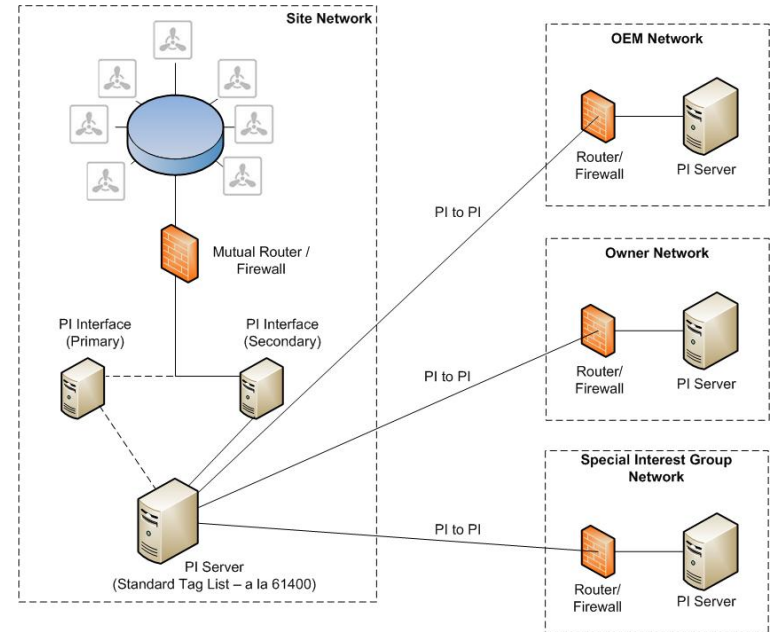 Site Network
Mutual Router /
Firewall
PI Interface
(Primary)
PI Interface
(Secondary)
PI Server
(Standard Tag List – a la 61400)
PI to PI
PI to PI
PI to PI
OEM Network
Router/
Firewall
PI Server
Owner Network
Router/
Firewall
PI Server
Special Interest Group
Network
Router/
Firewall
PI Server